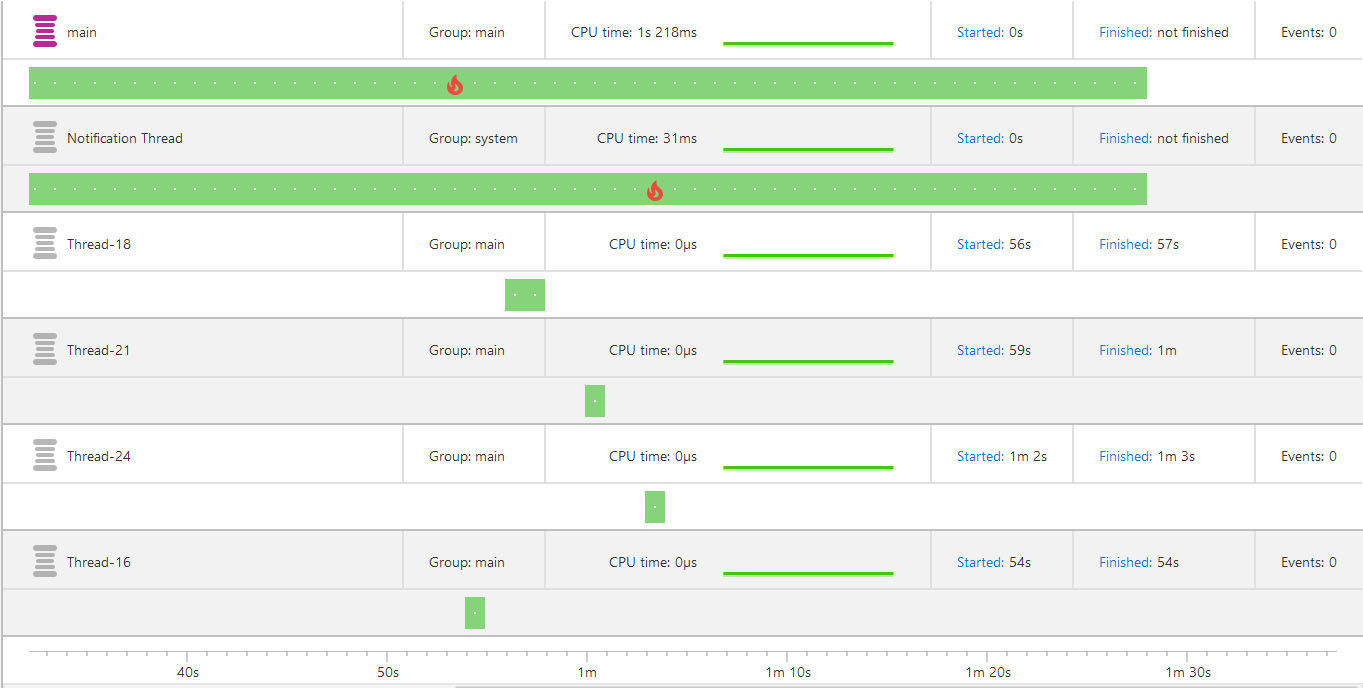 main Group: main CPU time: 1s 218ms Started: 0s Finished: not finished Events: 0
Notification Thread Group: system CPU time: 31ms Started: 0s Finished: not finished Events: 0
Thread-18 Group: main CPU time: 0µs Started: 56s Finished: 57s Events: 0
Thread-21 Group: main CPU time: 0µs Started: 59s Finished: 1m Events: 0
Thread-24 Group: main CPU time: 0µs Started: 1m 2s Finished: 1m 3s Events: 0
Thread-16 Group: main CPU time: 0µs Started: 54s Finished: 54s Events: 0
40s 50s 1m 1m 10s 1m 20s 1m 30s